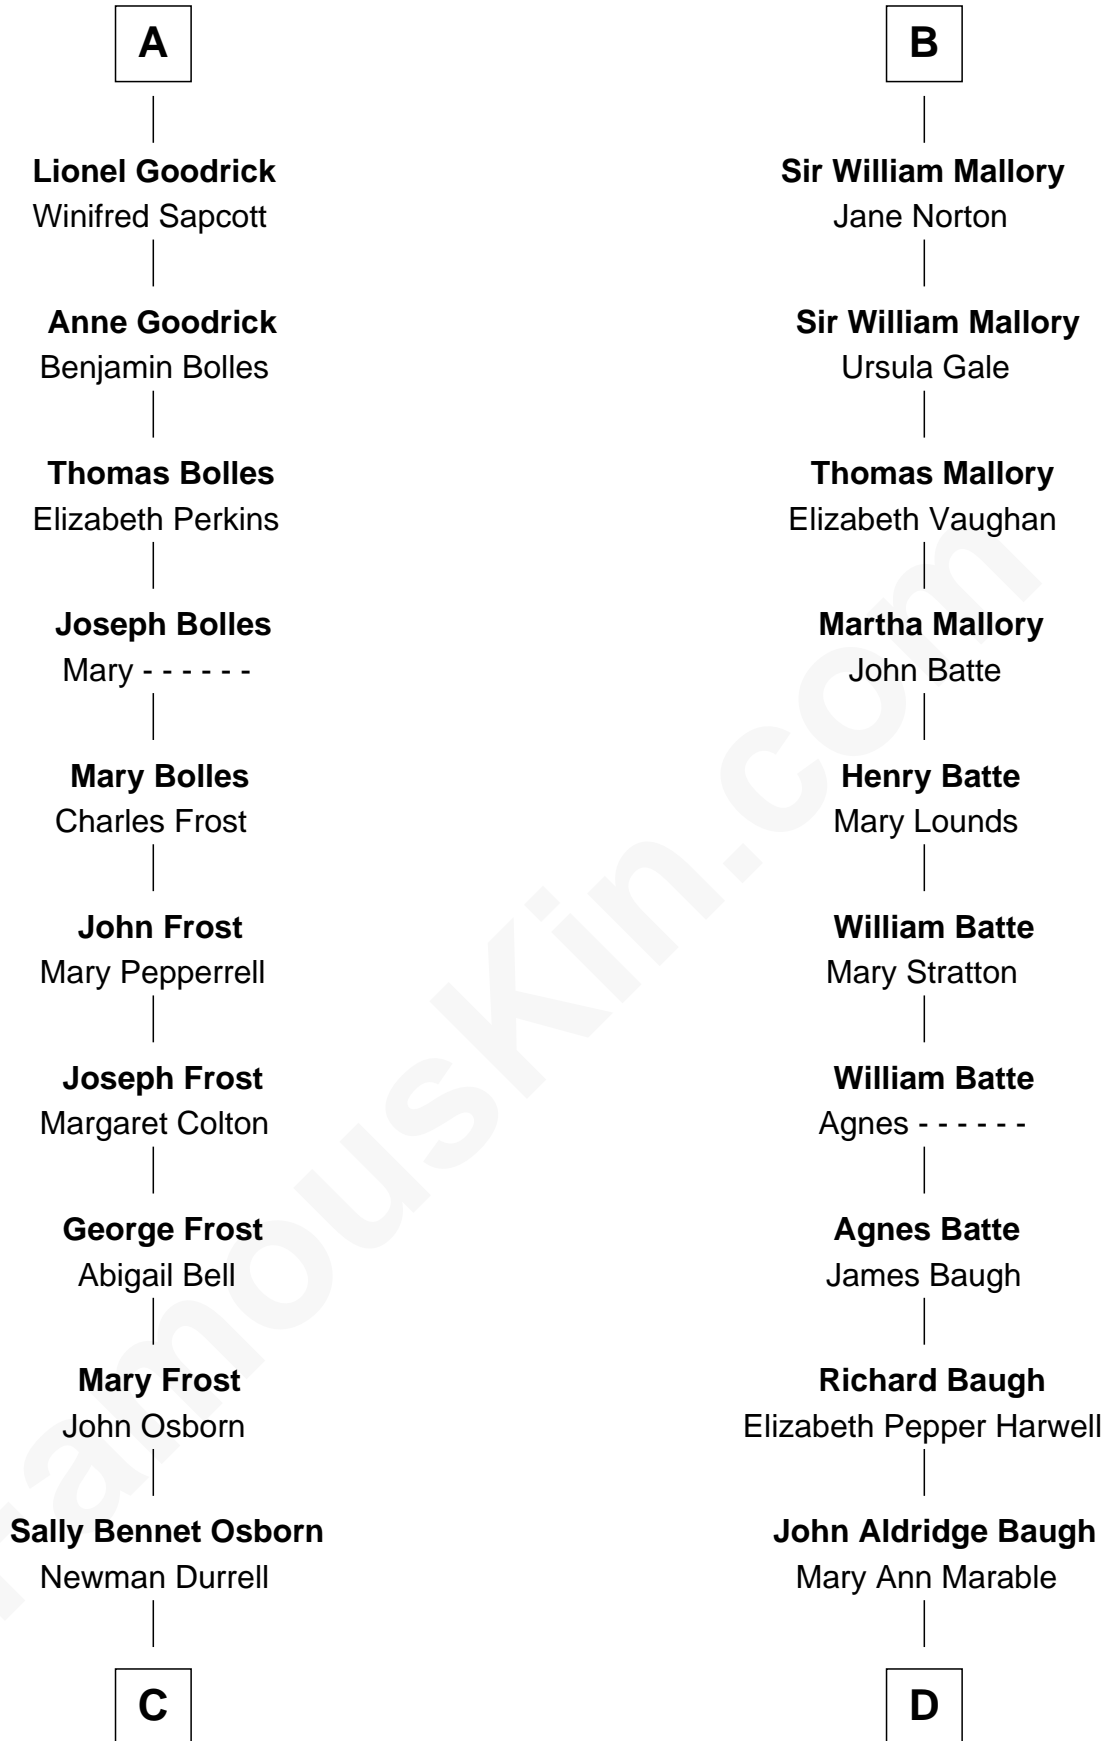 A
Lionel Goodrick
Winifred Sapcott
Anne Goodrick
Benjamin Bolles
Thomas Bolles
Elizabeth Perkins
Joseph Bolles
Mary - - - - - -
Mary Bolles
Charles Frost
John Frost
Mary Pepperrell
Joseph Frost
Margaret Colton
George Frost
Abigail Bell
Mary Frost
John Osborn
Sally Bennet Osborn
Newman Durrell
C
B
Sir William Mallory
Jane Norton
Sir William Mallory
Ursula Gale
Thomas Mallory
Elizabeth Vaughan
Martha Mallory
John Batte
Henry Batte
Mary Lounds
William Batte
Mary Stratton
William Batte
Agnes - - - - - -
Agnes Batte
James Baugh
Richard Baugh
Elizabeth Pepper Harwell
John Aldridge Baugh
Mary Ann Marable
D
FamousKin.com